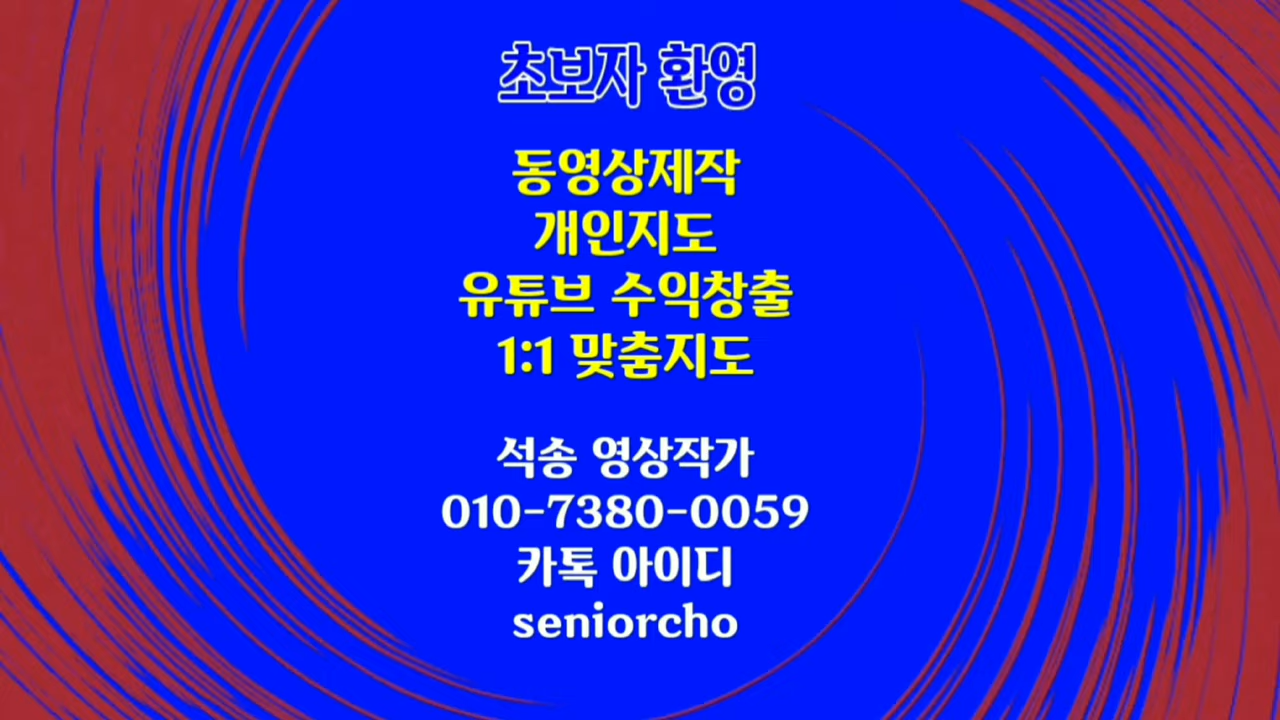 초보자 환영
동영상제작
개인지도
유튜브 수익창출
1:1 맞춤지도
석송 영상작가
010-7380-0059
카톡 아이디
seniorcho